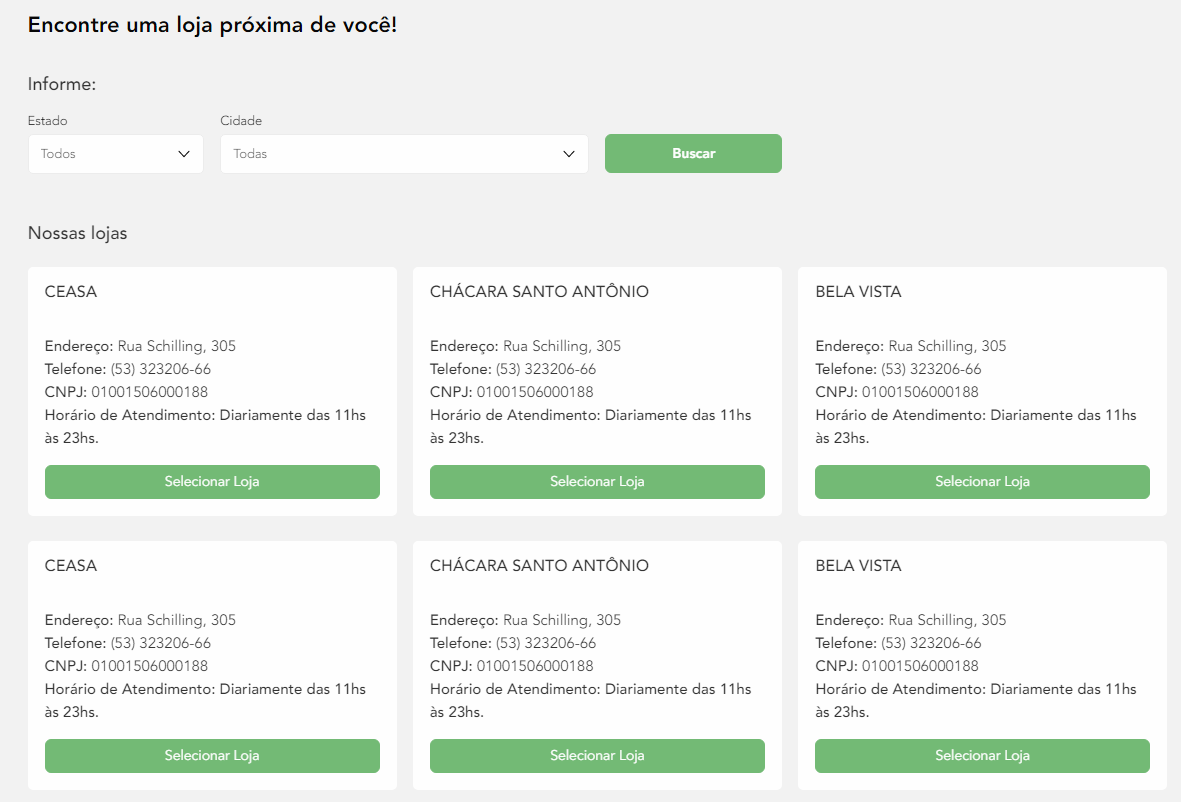 Encontre uma loja próxima de você!
Informe:
Estado
Cidade
Todos
Todas
Buscar
Nossas lojas
CEASA
Endereço: Rua Schilling, 305
Telefone: (53) 323206-66
CNPJ: 01001506000188
Horário de Atendimento: Diariamente das 11hs
às 23hs.
Selecionar Loja
CHÁCARA SANTO ANTÔNIO
Endereço: Rua Schilling, 305
Telefone: (53) 323206-66
CNPJ: 01001506000188
Horário de Atendimento: Diariamente das 11hs
às 23hs.
Selecionar Loja
BELA VISTA
Endereço: Rua Schilling, 305
Telefone: (53) 323206-66
CNPJ: 01001506000188
Horário de Atendimento: Diariamente das 11hs
às 23hs.
Selecionar Loja
CEASA
Endereço: Rua Schilling, 305
Telefone: (53) 323206-66
CNPJ: 01001506000188
Horário de Atendimento: Diariamente das 11hs
às 23hs.
Selecionar Loja
CHÁCARA SANTO ANTÔNIO
Endereço: Rua Schilling, 305
Telefone: (53) 323206-66
CNPJ: 01001506000188
Horário de Atendimento: Diariamente das 11hs
às 23hs.
Selecionar Loja
BELA VISTA
Endereço: Rua Schilling, 305
Telefone: (53) 323206-66
CNPJ: 01001506000188
Horário de Atendimento: Diariamente das 11hs
às 23hs.
Selecionar Loja